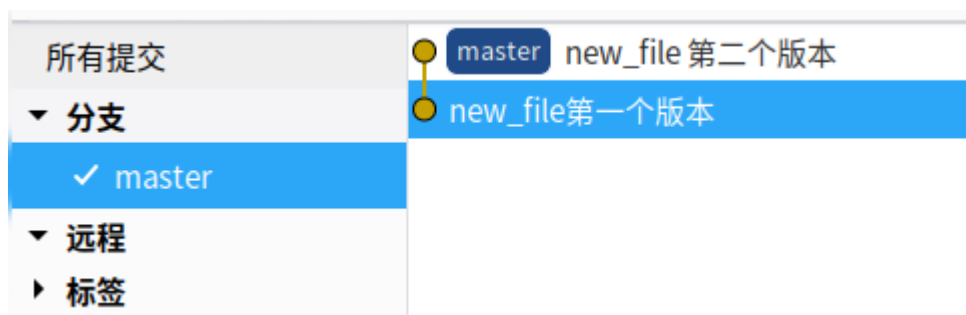 所有提交
分支
master
远程
标签
master new_file 第二个版本
new_file第一个版本